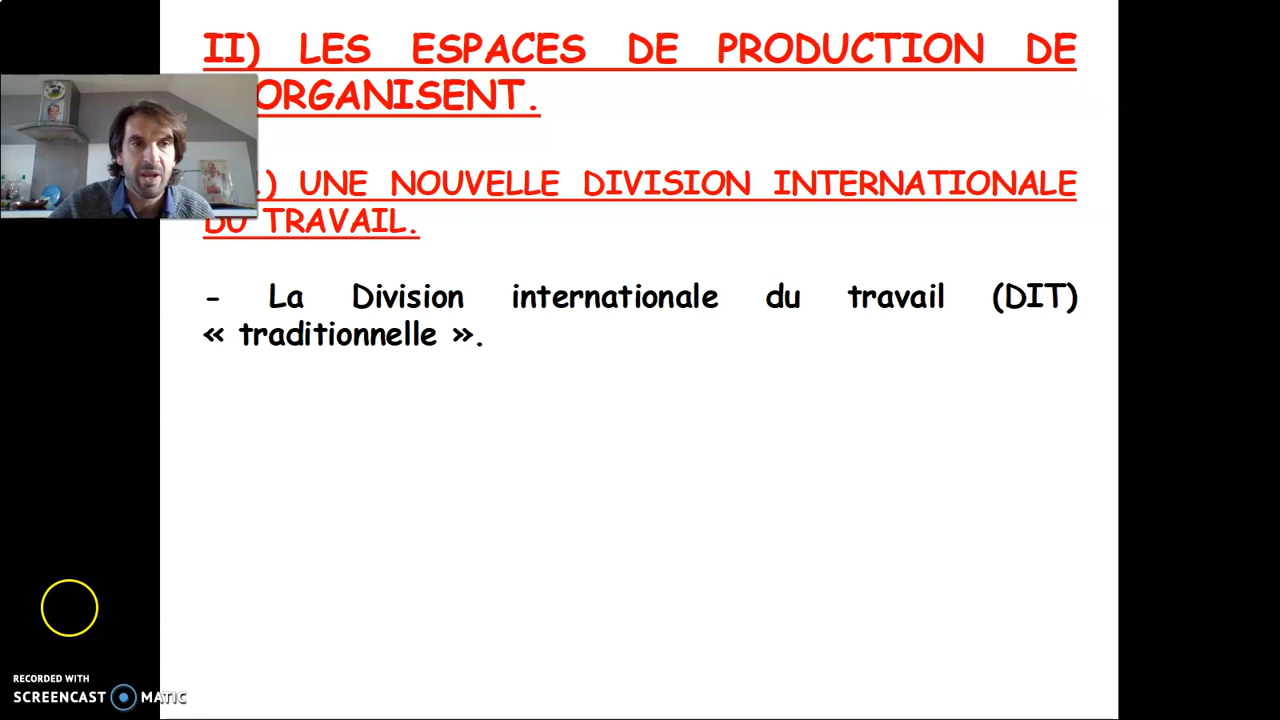 II) LES ESPACES DE PRODUCTION DE
ORGANISENT.
.) UNE NOUVELLE DIVISION INTERNATIONALE
DU TRAVAIL.
- La Division internationale du travail (DIT)
« traditionnelle ».
RECORDED WITH
SCREENCAST MATIC